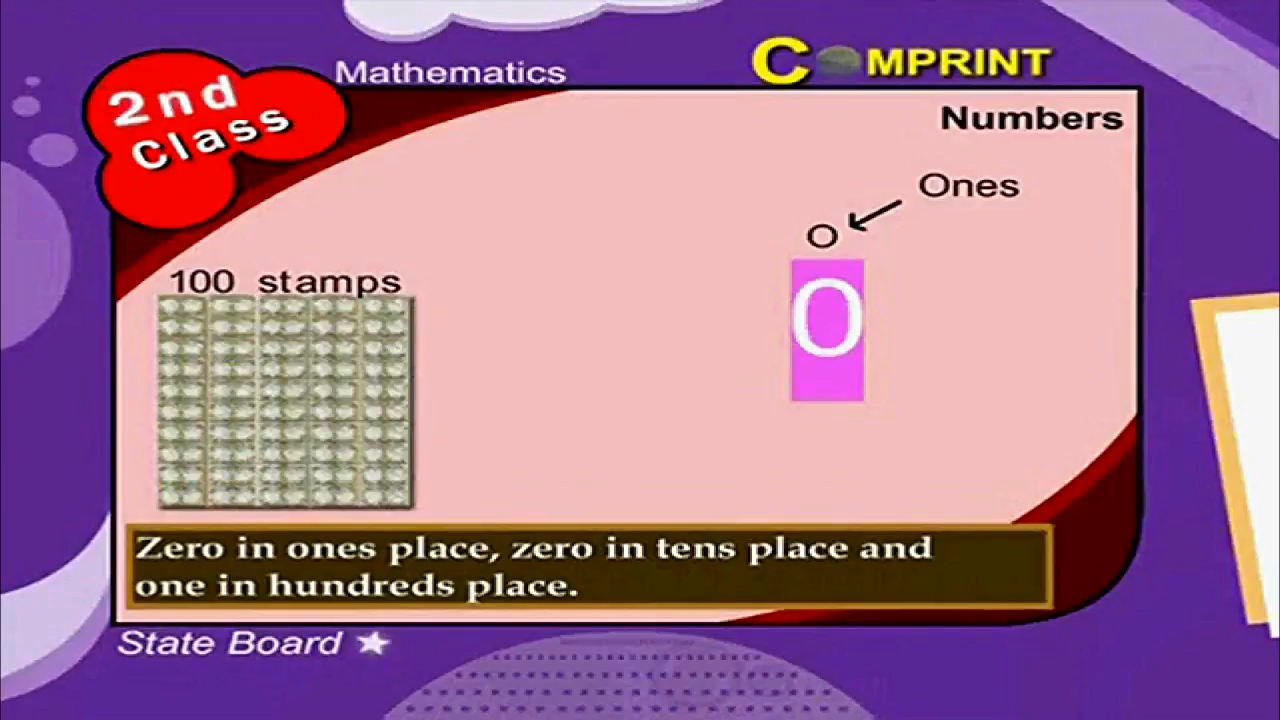 Mathematics
COMPRINT
2nd
Class
Numbers
Ones
O
0
100 stamps
Zero in ones place, zero in tens place and
one in hundreds place.
State Board